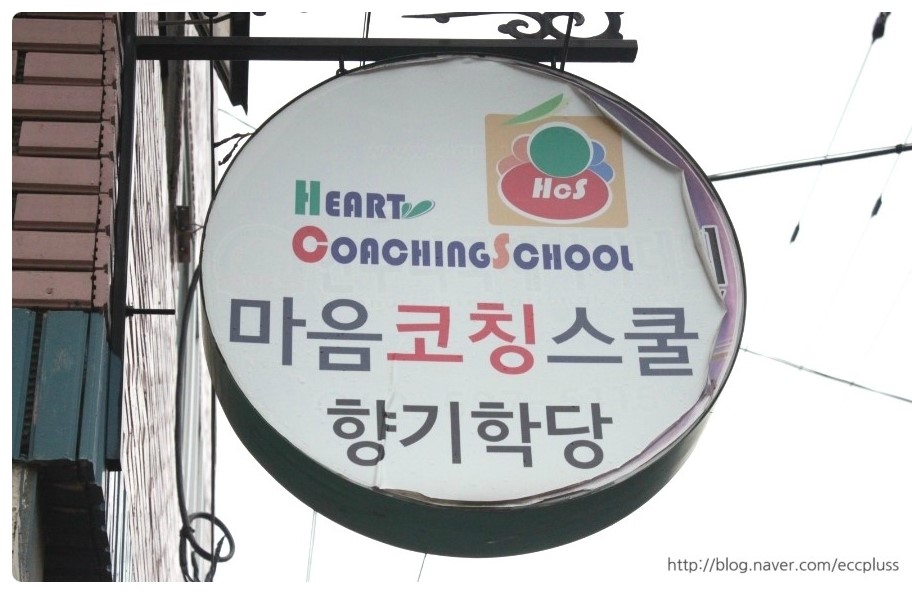 HcS
HEART
COACHINGSCHOOL
마음코칭스쿨
향기학당
http://blog.naver.com/eccpluss